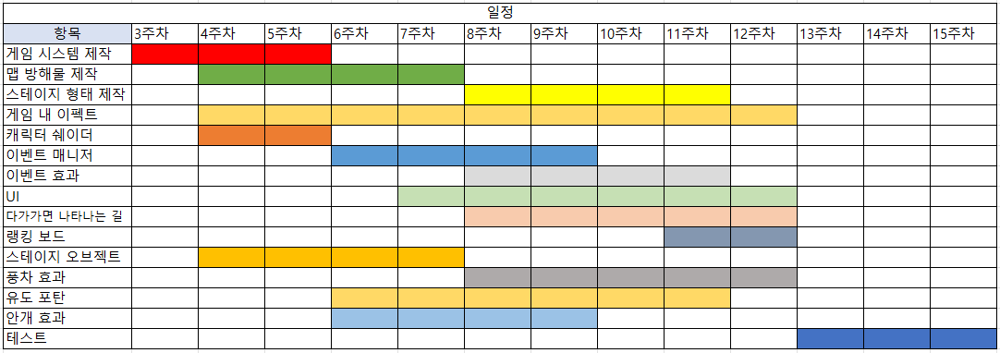 일정
항목 3주차 4주차 5주차 6주차 7주차 8주차 9주차 10주차 11주차 12주차 13주차 14주차 15주차
게임 시스템 제작
맵 방해물 제작
스테이지 형태 제작
게임 내 이펙트
캐릭터 쉐이더
이벤트 매니저
이벤트 효과
UI
다가가면 나타나는 길
랭킹 보드
스테이지 오브젝트
풍차 효과
유도 포탄
안개 효과
테스트